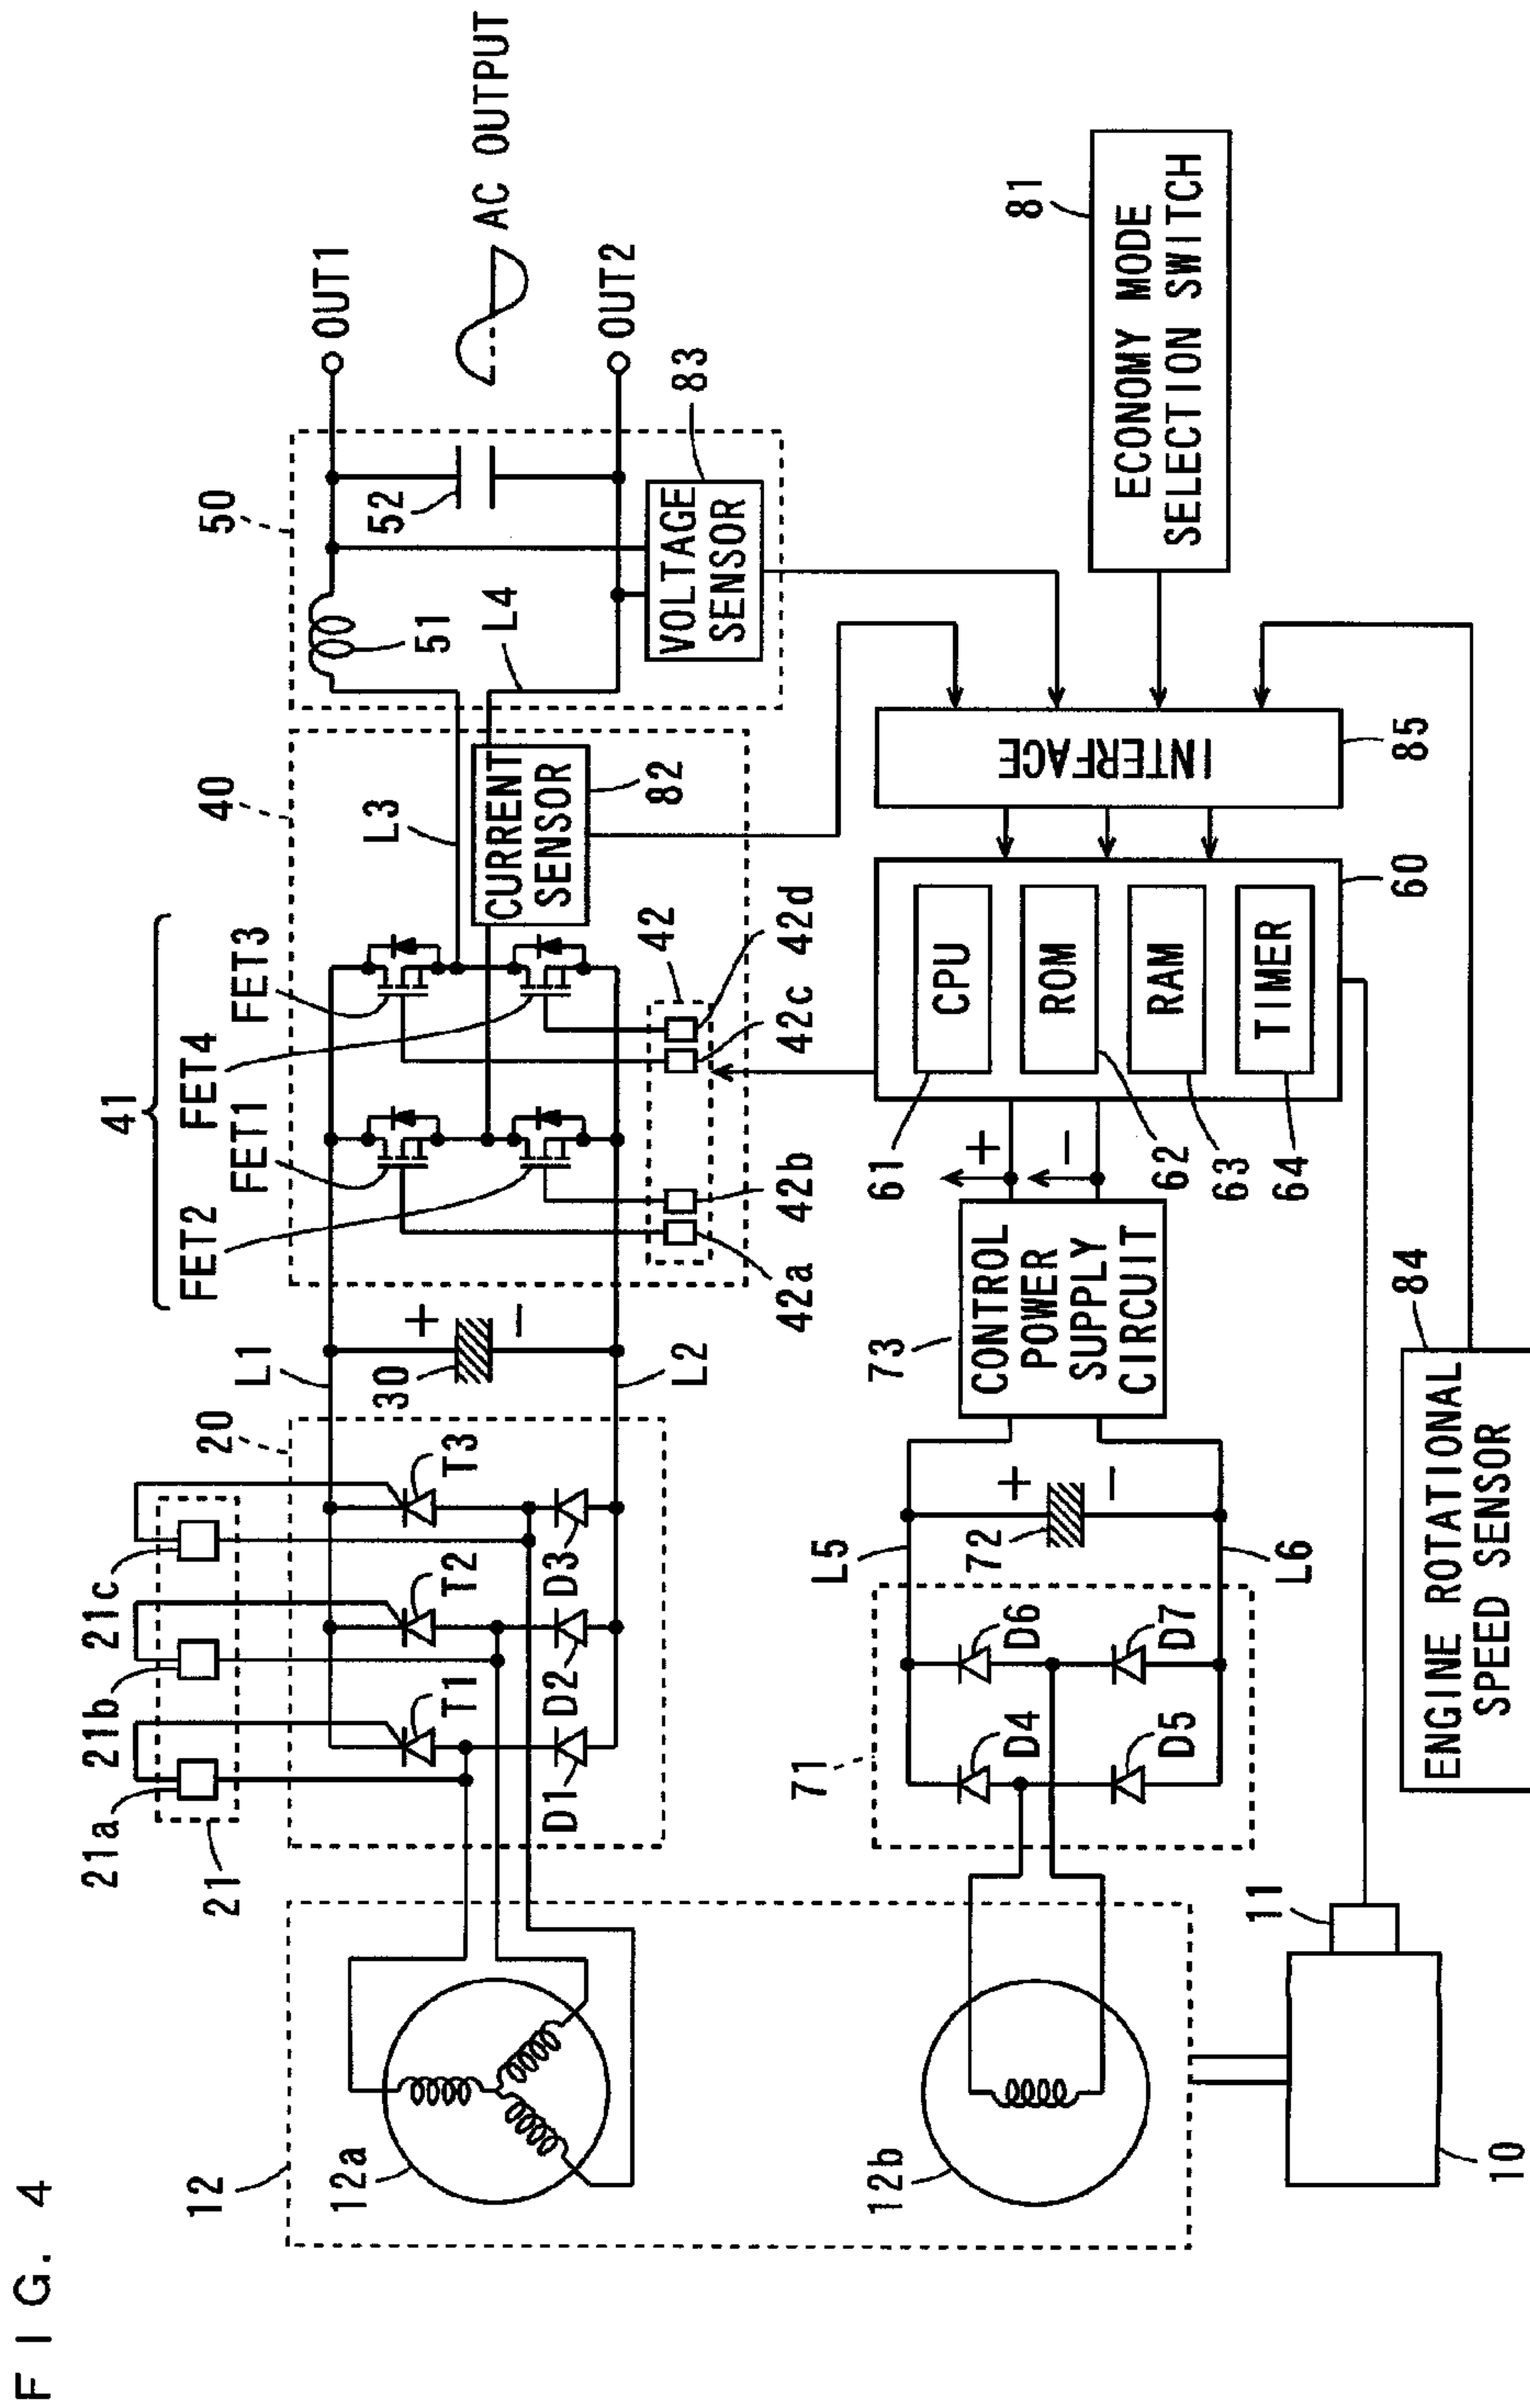 FIG. 4
12
12a
12b
10
11
21
21a
21b
21c
20
T1
T2
T3
D1
D2
D3
L1
L2
30
+
−
41
FET2
FET1
FET4
FET3
40
L3
42
42a
42b
42c
42d
CURRENT
SENSOR
82
50
51
52
L4
VOLTAGE
SENSOR
83
OUT1
OUT2
AC OUTPUT
71
D4
D5
D6
D7
L5
L6
72
+
−
73
CONTROL
POWER
SUPPLY
CIRCUIT
+
−
61
62
63
64
CPU
ROM
RAM
TIMER
60
INTERFACE
85
81
ECONOMY MODE
SELECTION SWITCH
84
ENGINE ROTATIONAL
SPEED SENSOR